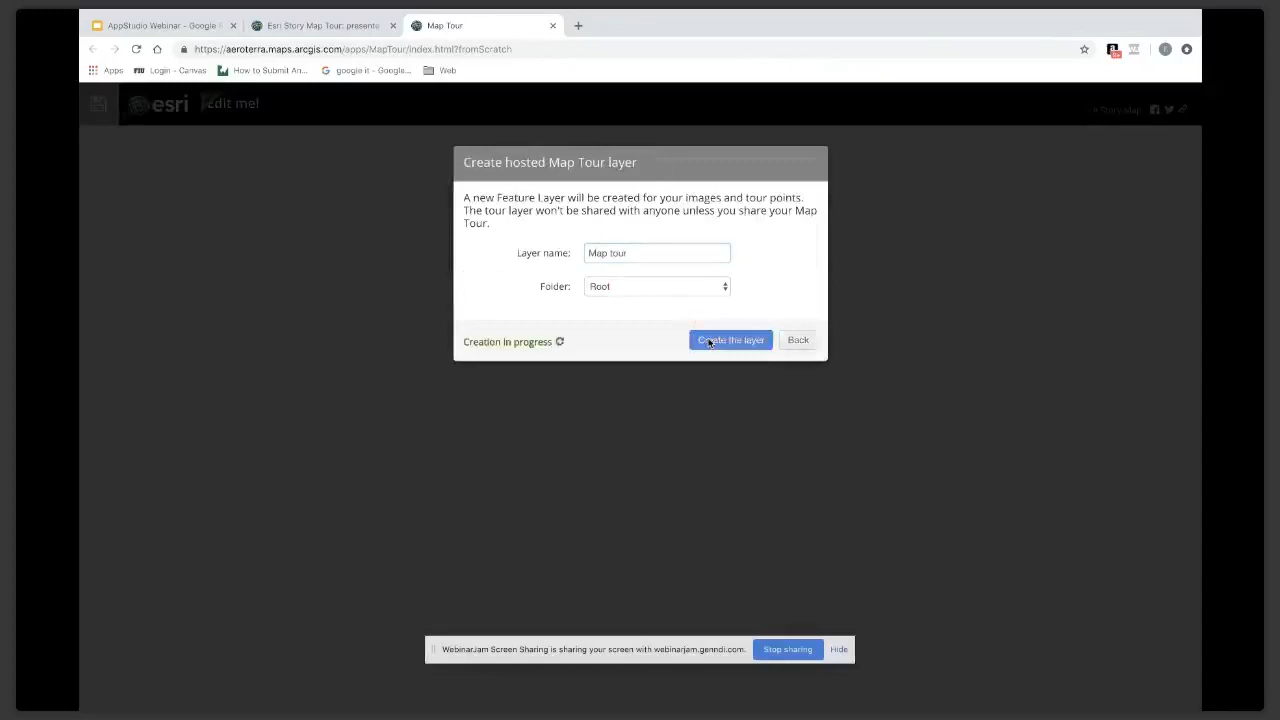 AppStudio Webinar - Google
Esri Story Map Tour: presente
Map Tour
https://aeroterra.maps.arcgis.com/apps/MapTour/index.html?fromScratch
Apps
FIU Login - Canvas
How to Submit An...
G google it - Google...
Web
esri
Edit me!
A Story Map
Create hosted Map Tour layer
A new Feature Layer will be created for your images and tour points.
The tour layer won't be shared with anyone unless you share your Map
Tour.
Layer name: Map tour
Folder: Root
Creation in progress
Create the layer
Back
WebinarJam Screen Sharing is sharing your screen with webinarjam.genndi.com.
Stop sharing
Hide